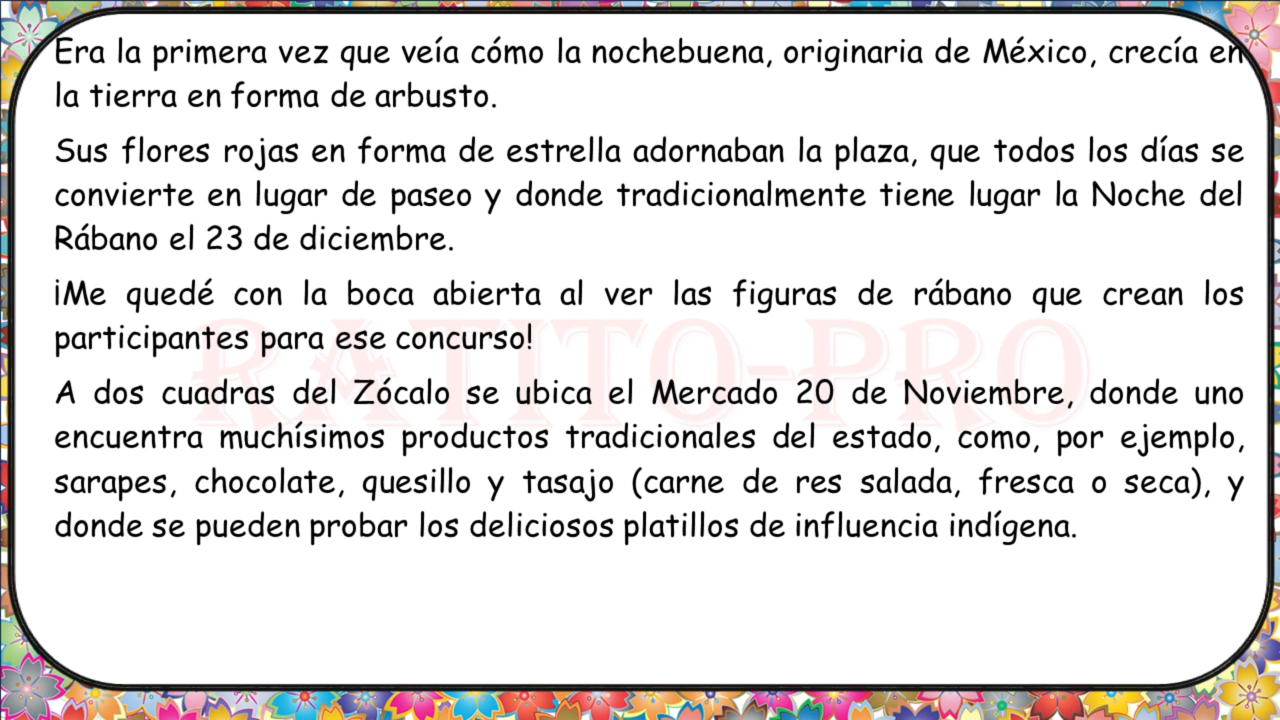 Era la primera vez que veía cómo la nochebuena, originaria de México, crecía en
la tierra en forma de arbusto.
Sus flores rojas en forma de estrella adornaban la plaza, que todos los días se
convierte en lugar de paseo y donde tradicionalmente tiene lugar la Noche del
Rábano el 23 de diciembre.
¡Me quedé con la boca abierta al ver las figuras de rábano que crean los
participantes para ese concurso!
RATITO-PRO
A dos cuadras del Zócalo se ubica el Mercado 20 de Noviembre, donde uno
encuentra muchísimos productos tradicionales del estado, como, por ejemplo,
sarapes, chocolate, quesillo y tasajo (carne de res salada, fresca o seca), y
donde se pueden probar los deliciosos platillos de influencia indígena.